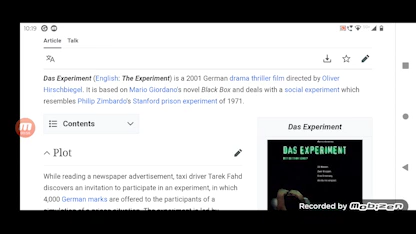 10:19
Article Talk
Das Experiment (English: The Experiment) is a 2001 German drama thriller film directed by Oliver
Hirschbiegel. It is based on Mario Giordano's novel Black Box and deals with a social experiment which
resembles Philip Zimbardo's Stanford prison experiment of 1971.
Contents
Das Experiment
Plot
DAS EXPERIMENT
While reading a newspaper advertisement, taxi driver Tarek Fahd
discovers an invitation to participate in an experiment, in which
4,000 German marks are offered to the participants of a
Recorded by Mobizen